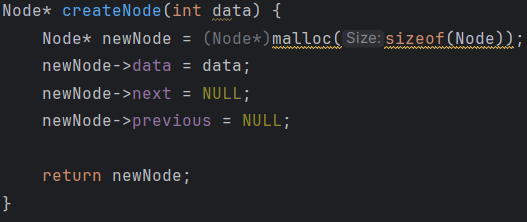 Node* createNode(int data) {
    Node* newNode = (Node*)malloc( Size: sizeof(Node));
    newNode->data = data;
    newNode->next = NULL;
    newNode->previous = NULL;

    return newNode;
}